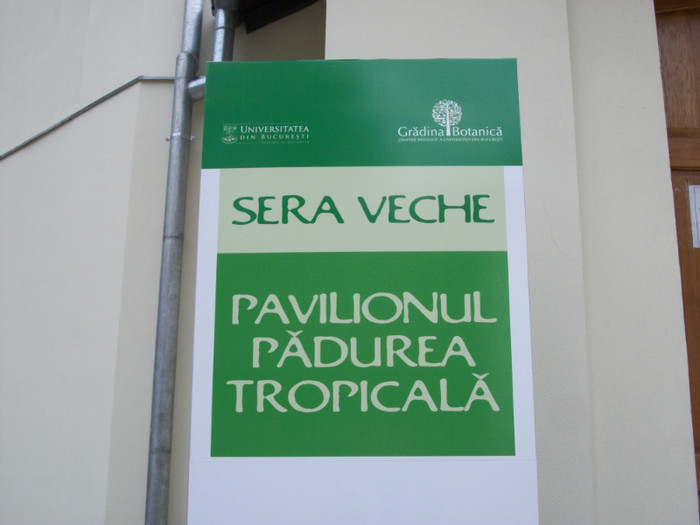 UNIVERSITATEA
DIN BUCUREȘTI
Grădina Botanică
SERA VECHE
PAVILIONUL
PĂDUREA
TROPICALĂ